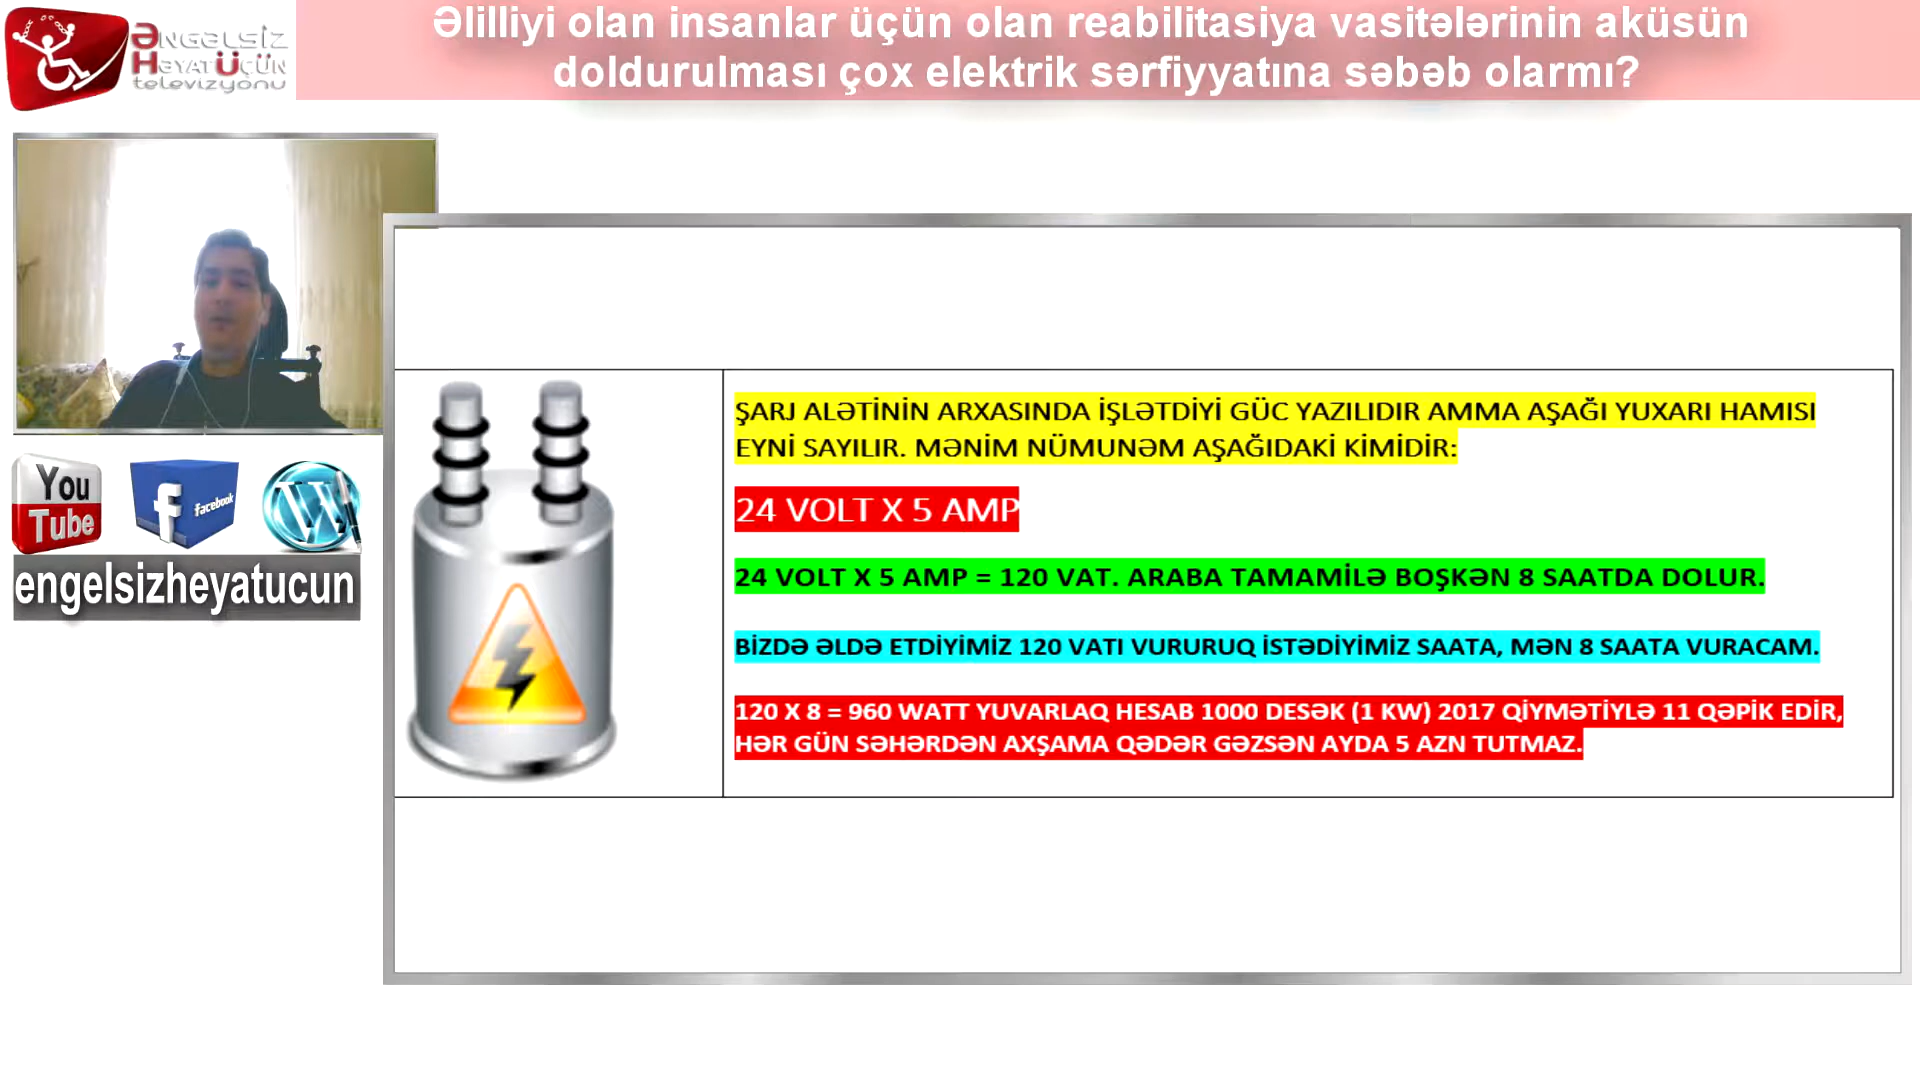 Əlilliyi olan insanlar üçün olan reabilitasiya vasitələrinin aküsün
doldurulması çox elektrik sərfiyyatına səbəb olarmı?
ƏNGƏLSİZ
HƏYAT ÜÇÜN
televizyonu
You
Tube
facebook
engelsizheyatucun
ŞARJ ALƏTİNİN ARXASINDA İŞLƏTDİYİ GÜC YAZILIDIR AMMA AŞAĞI YUXARI HAMISI
EYNİ SAYILIR. MƏNİM NÜMUNƏM AŞAĞIDAKİ KİMİDİR:
24 VOLT X 5 AMP
24 VOLT X 5 AMP = 120 VAT. ARABA TAMAMİLƏ BOŞKƏN 8 SAATDA DOLUR.
BİZDƏ ƏLDƏ ETDİYİMİZ 120 VATI VURURUQ İSTƏDİYİMİZ SAATA, MƏN 8 SAATA VURACAM.
120 X 8 = 960 WATT YUVARLAQ HESAB 1000 DESƏK (1 KW) 2017 QİYMƏTİYLƏ 11 QƏPİK EDİR,
HƏR GÜN SƏHƏRDƏN AXŞAMA QƏDƏR GƏZSƏN AYDA 5 AZN TUTMAZ.